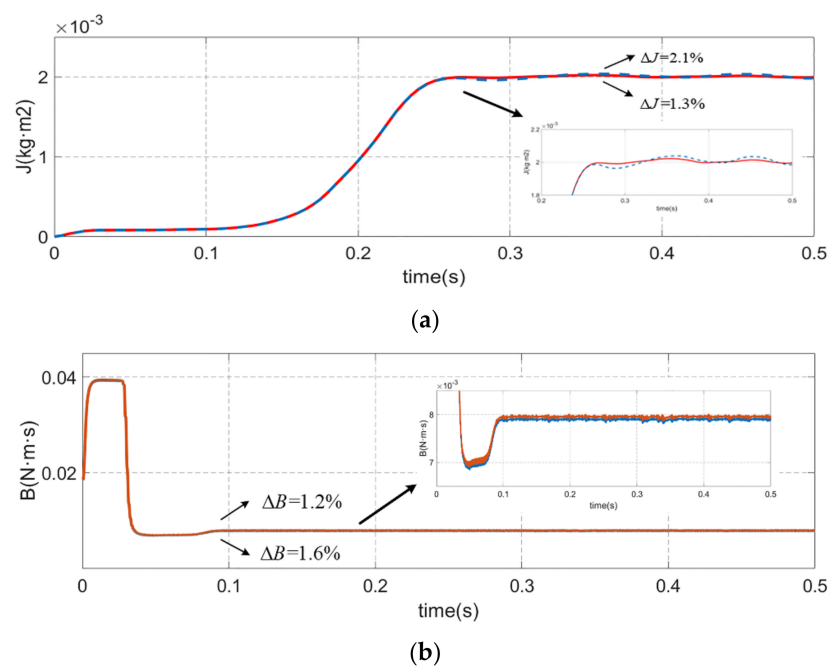 ×10⁻³
3
2
1
0
J(kg·m2)
ΔJ=2.1%
ΔJ=1.3%
×10⁻³
2.2
2
1.8
J(kg·m2)
0.2 0.3 0.4 0.5
time(s)
0 0.1 0.2 0.3 0.4 0.5
time(s)
(a)
0.04
0.02
B(N·m·s)
ΔB=1.2%
ΔB=1.6%
×10⁻³
8
7
B(N·m·s)
0 0.1 0.2 0.3 0.4 0.5
time(s)
0 0.1 0.2 0.3 0.4 0.5
time(s)
(b)